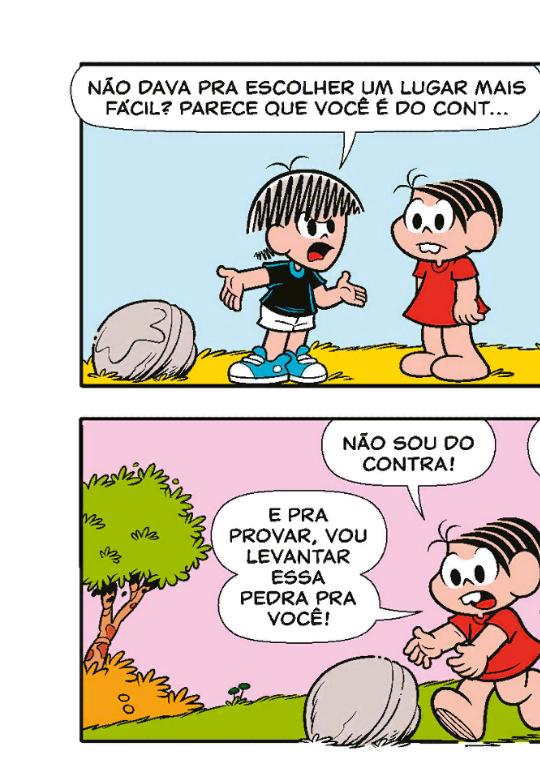 NÃO DAVA PRA ESCOLHER UM LUGAR MAIS
FÁCIL? PARECE QUE VOCÊ É DO CONT...
NÃO SOU DO
CONTRA!
E PRA
PROVAR, VOU
LEVANTAR
ESSA
PEDRA PRA
VOCÊ!